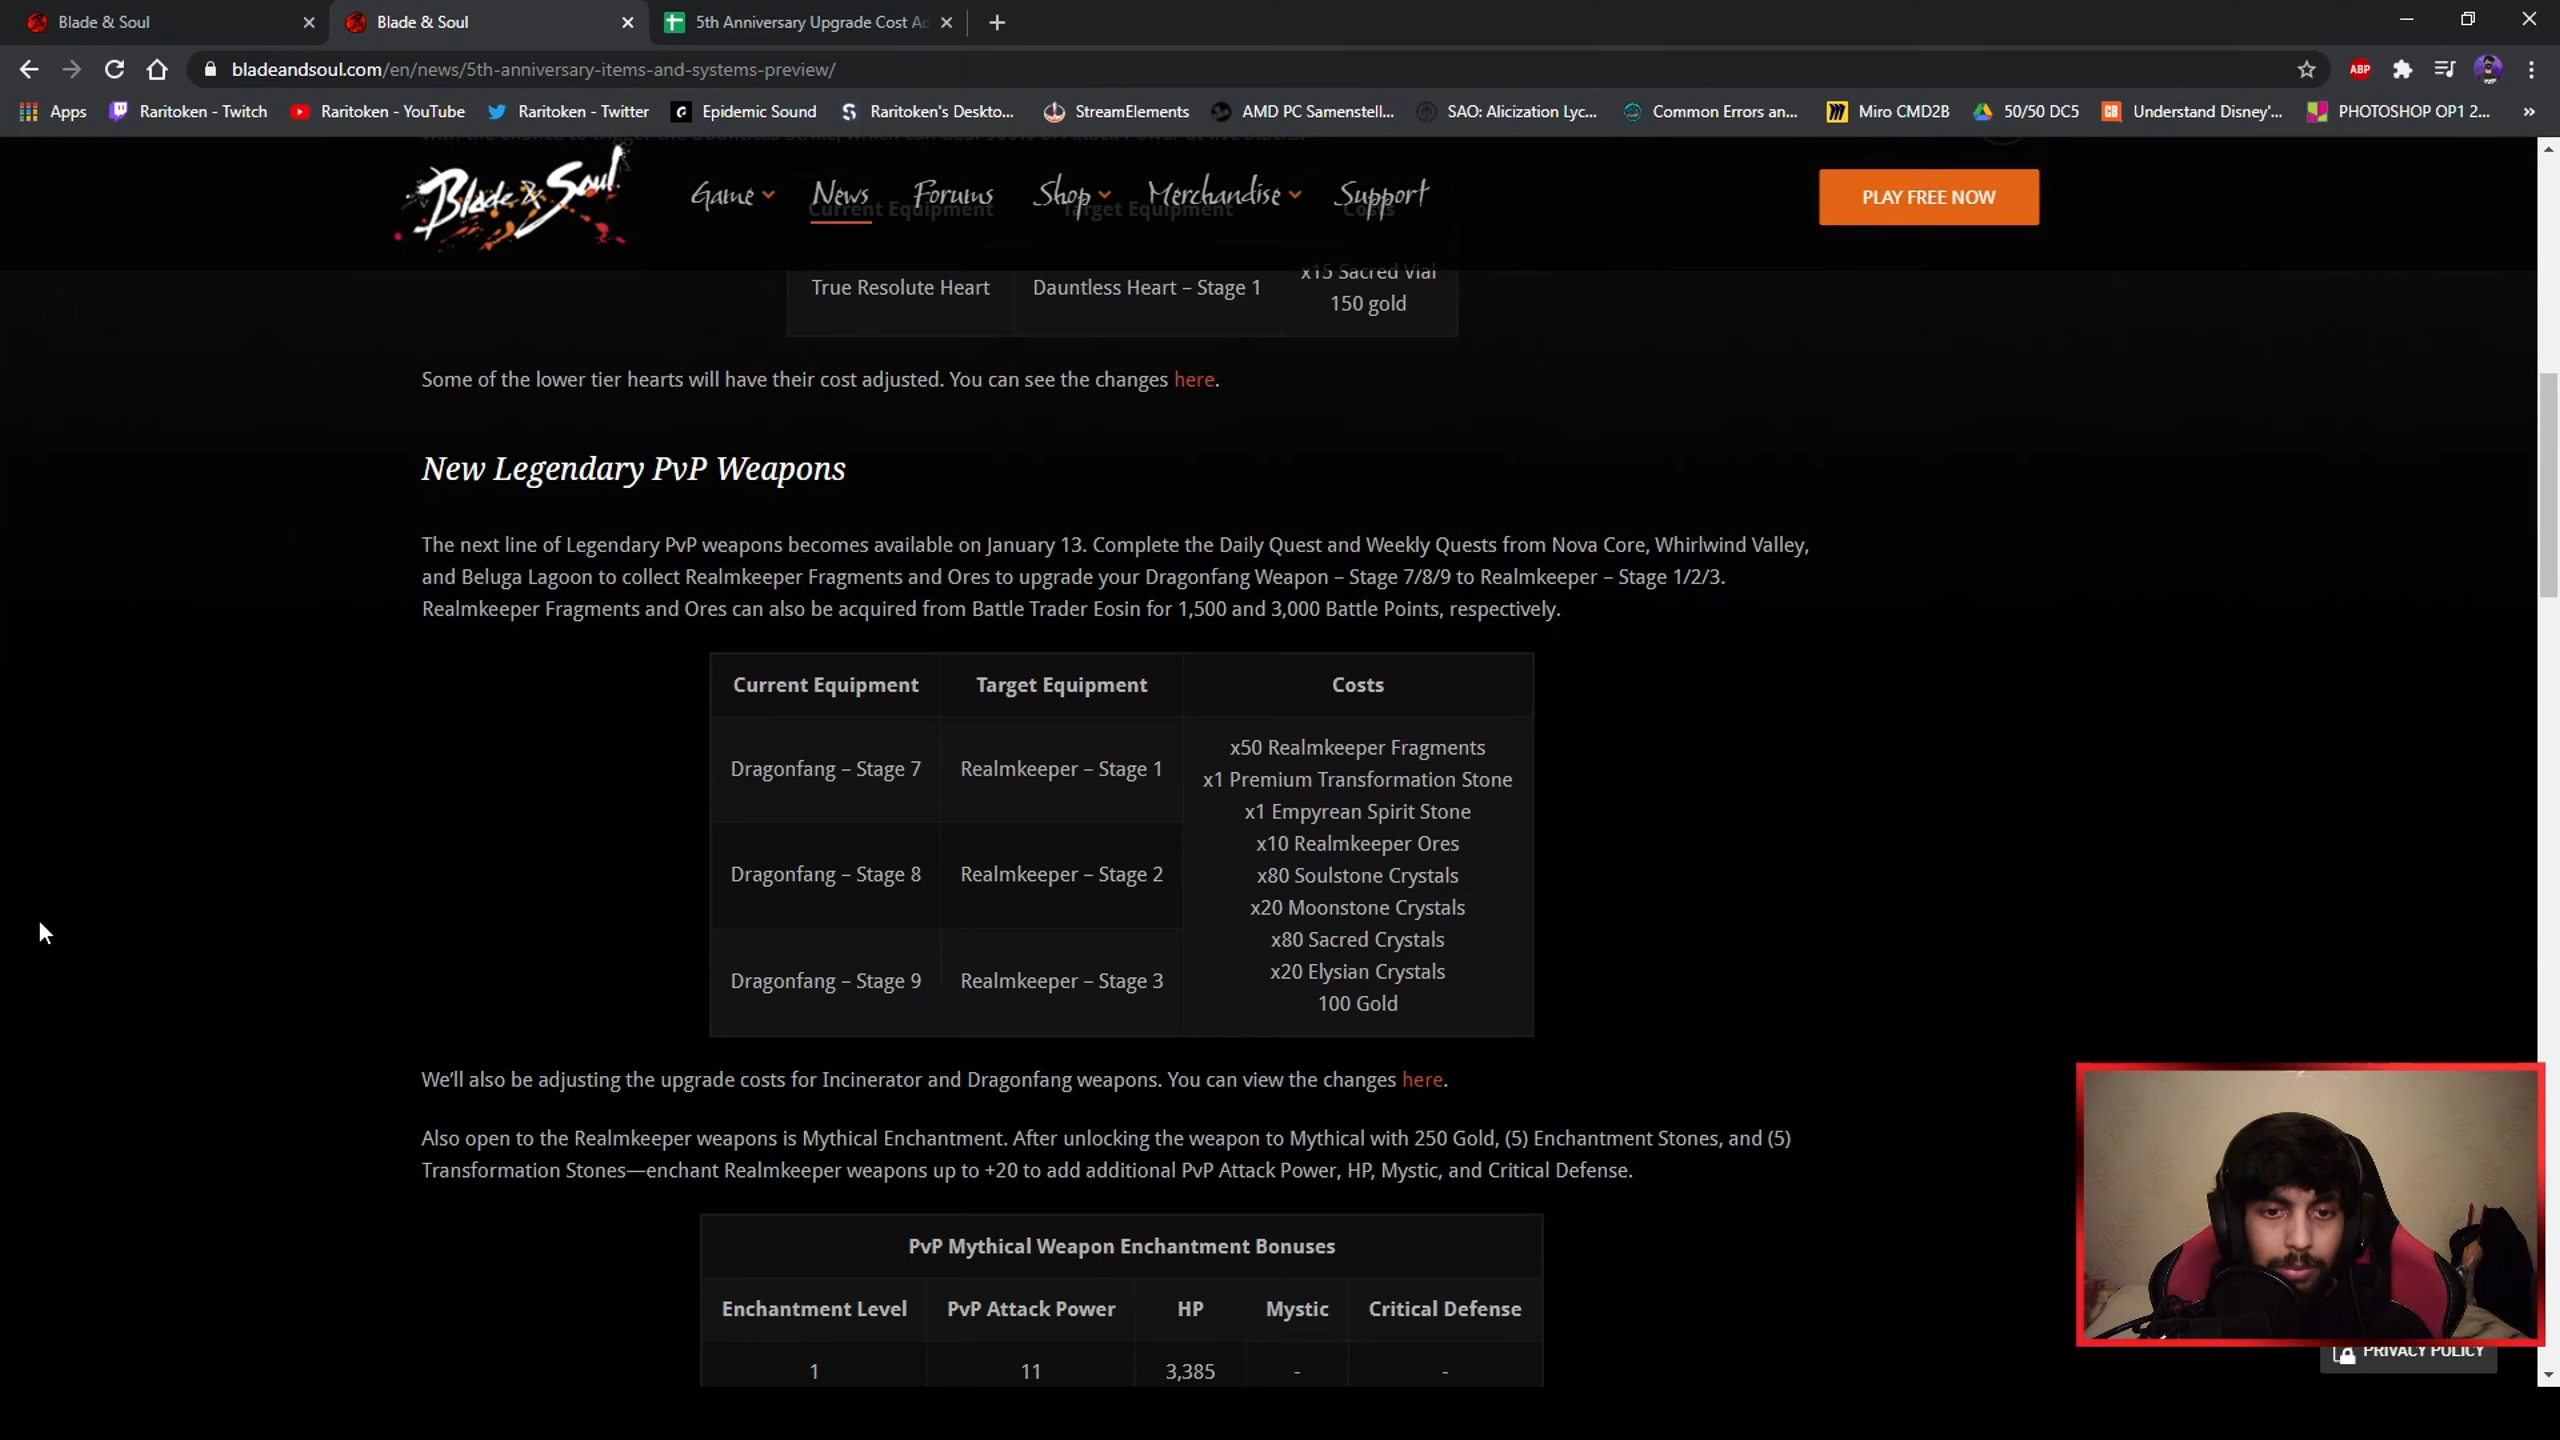 Blade & Soul
Blade & Soul
5th Anniversary Upgrade Cost Ad
bladeandsoul.com/en/news/5th-anniversary-items-and-systems-preview/
ABP
Apps
Raritoken - Twitch
Raritoken - YouTube
Raritoken - Twitter
Epidemic Sound
Raritoken's Deskto...
StreamElements
AMD PC Samenstell...
SAO: Alicization Lyc...
Common Errors an...
Miro CMD2B
50/50 DC5
Understand Disney'...
PHOTOSHOP OP1 2...
»
Blade & Soul
Game
News
Forums
Shop
Merchandise
Support
PLAY FREE NOW
Current Equipment Target Equipment Costs
True Resolute Heart
Dauntless Heart – Stage 1
x15 Sacred Vial
150 gold
Some of the lower tier hearts will have their cost adjusted. You can see the changes here.
New Legendary PvP Weapons
The next line of Legendary PvP weapons becomes available on January 13. Complete the Daily Quest and Weekly Quests from Nova Core, Whirlwind Valley,
and Beluga Lagoon to collect Realmkeeper Fragments and Ores to upgrade your Dragonfang Weapon – Stage 7/8/9 to Realmkeeper – Stage 1/2/3.
Realmkeeper Fragments and Ores can also be acquired from Battle Trader Eosin for 1,500 and 3,000 Battle Points, respectively.
Current Equipment Target Equipment Costs
Dragonfang – Stage 7 Realmkeeper – Stage 1
Dragonfang – Stage 8 Realmkeeper – Stage 2
Dragonfang – Stage 9 Realmkeeper – Stage 3
x50 Realmkeeper Fragments
x1 Premium Transformation Stone
x1 Empyrean Spirit Stone
x10 Realmkeeper Ores
x80 Soulstone Crystals
x20 Moonstone Crystals
x80 Sacred Crystals
x20 Elysian Crystals
100 Gold
We'll also be adjusting the upgrade costs for Incinerator and Dragonfang weapons. You can view the changes here.
Also open to the Realmkeeper weapons is Mythical Enchantment. After unlocking the weapon to Mythical with 250 Gold, (5) Enchantment Stones, and (5)
Transformation Stones—enchant Realmkeeper weapons up to +20 to add additional PvP Attack Power, HP, Mystic, and Critical Defense.
PvP Mythical Weapon Enchantment Bonuses
Enchantment Level PvP Attack Power HP Mystic Critical Defense
1 11 3,385 - -
PRIVACY POLICY